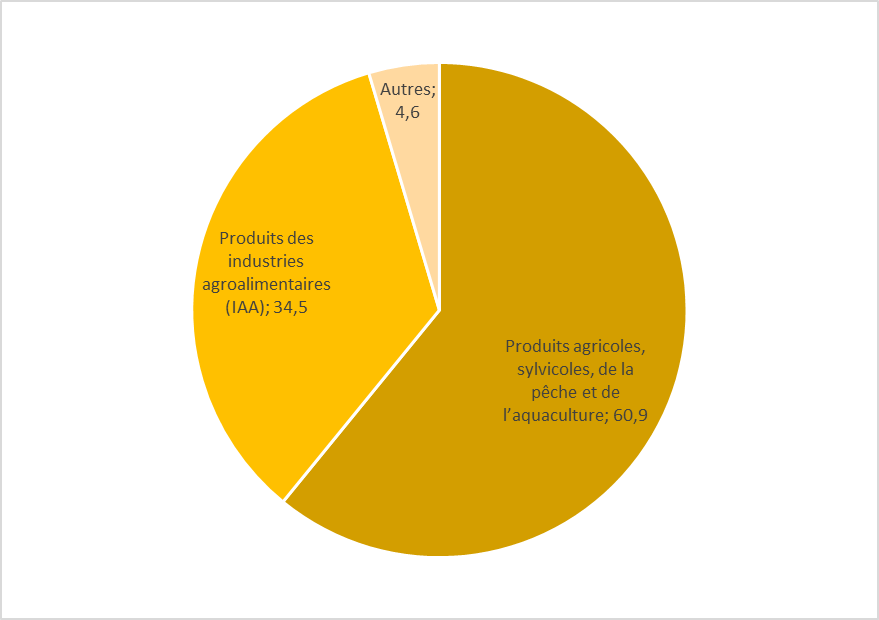 Autres;
4,6
Produits des
industries
agroalimentaires
(IAA); 34,5
Produits agricoles,
sylvicoles, de la
pêche et de
l’aquaculture; 60,9